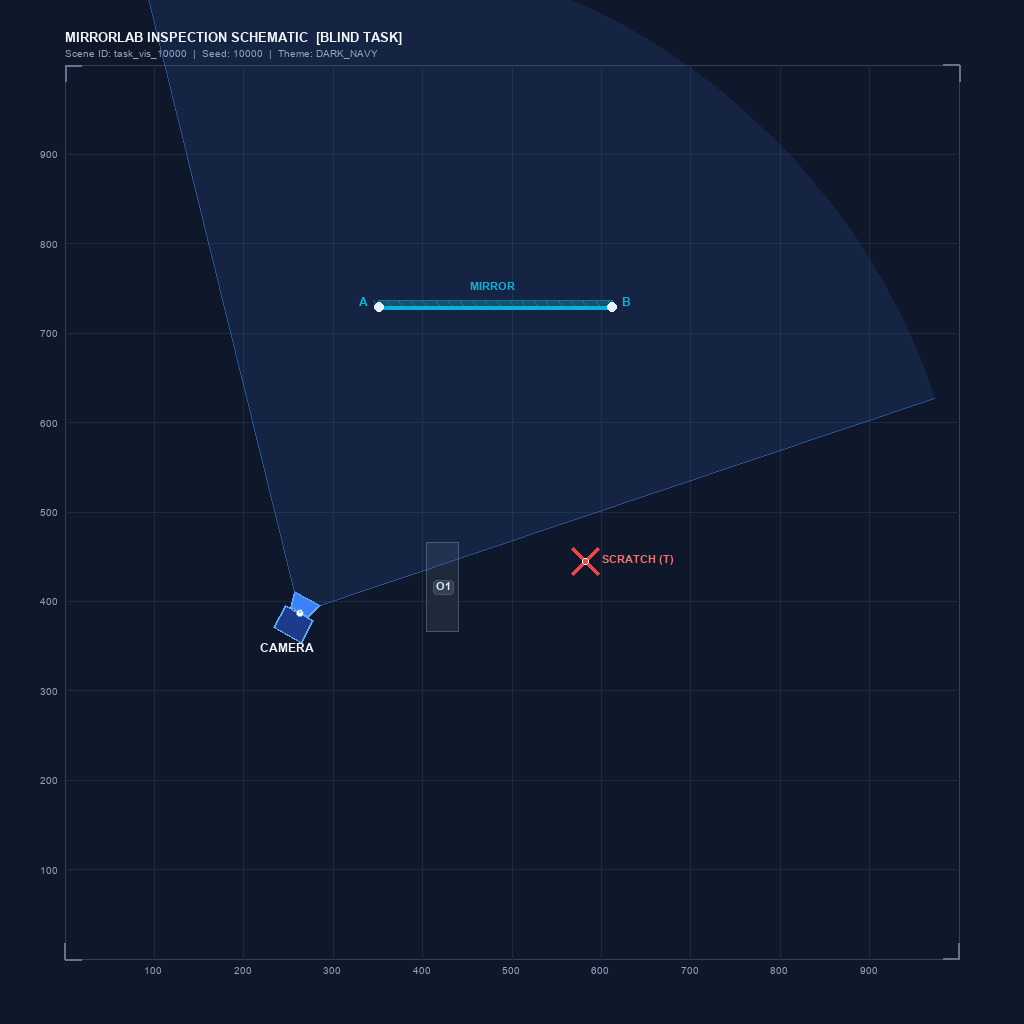 MIRRORLAB INSPECTION SCHEMATIC [BLIND TASK]
Scene ID: task_vis_10000 | Seed: 10000 | Theme: DARK_NAVY
900
800
MIRROR
A
B
700
600
500
SCRATCH (T)
O1
400
CAMERA
300
200
100
100 200 300 400 500 600 700 800 900